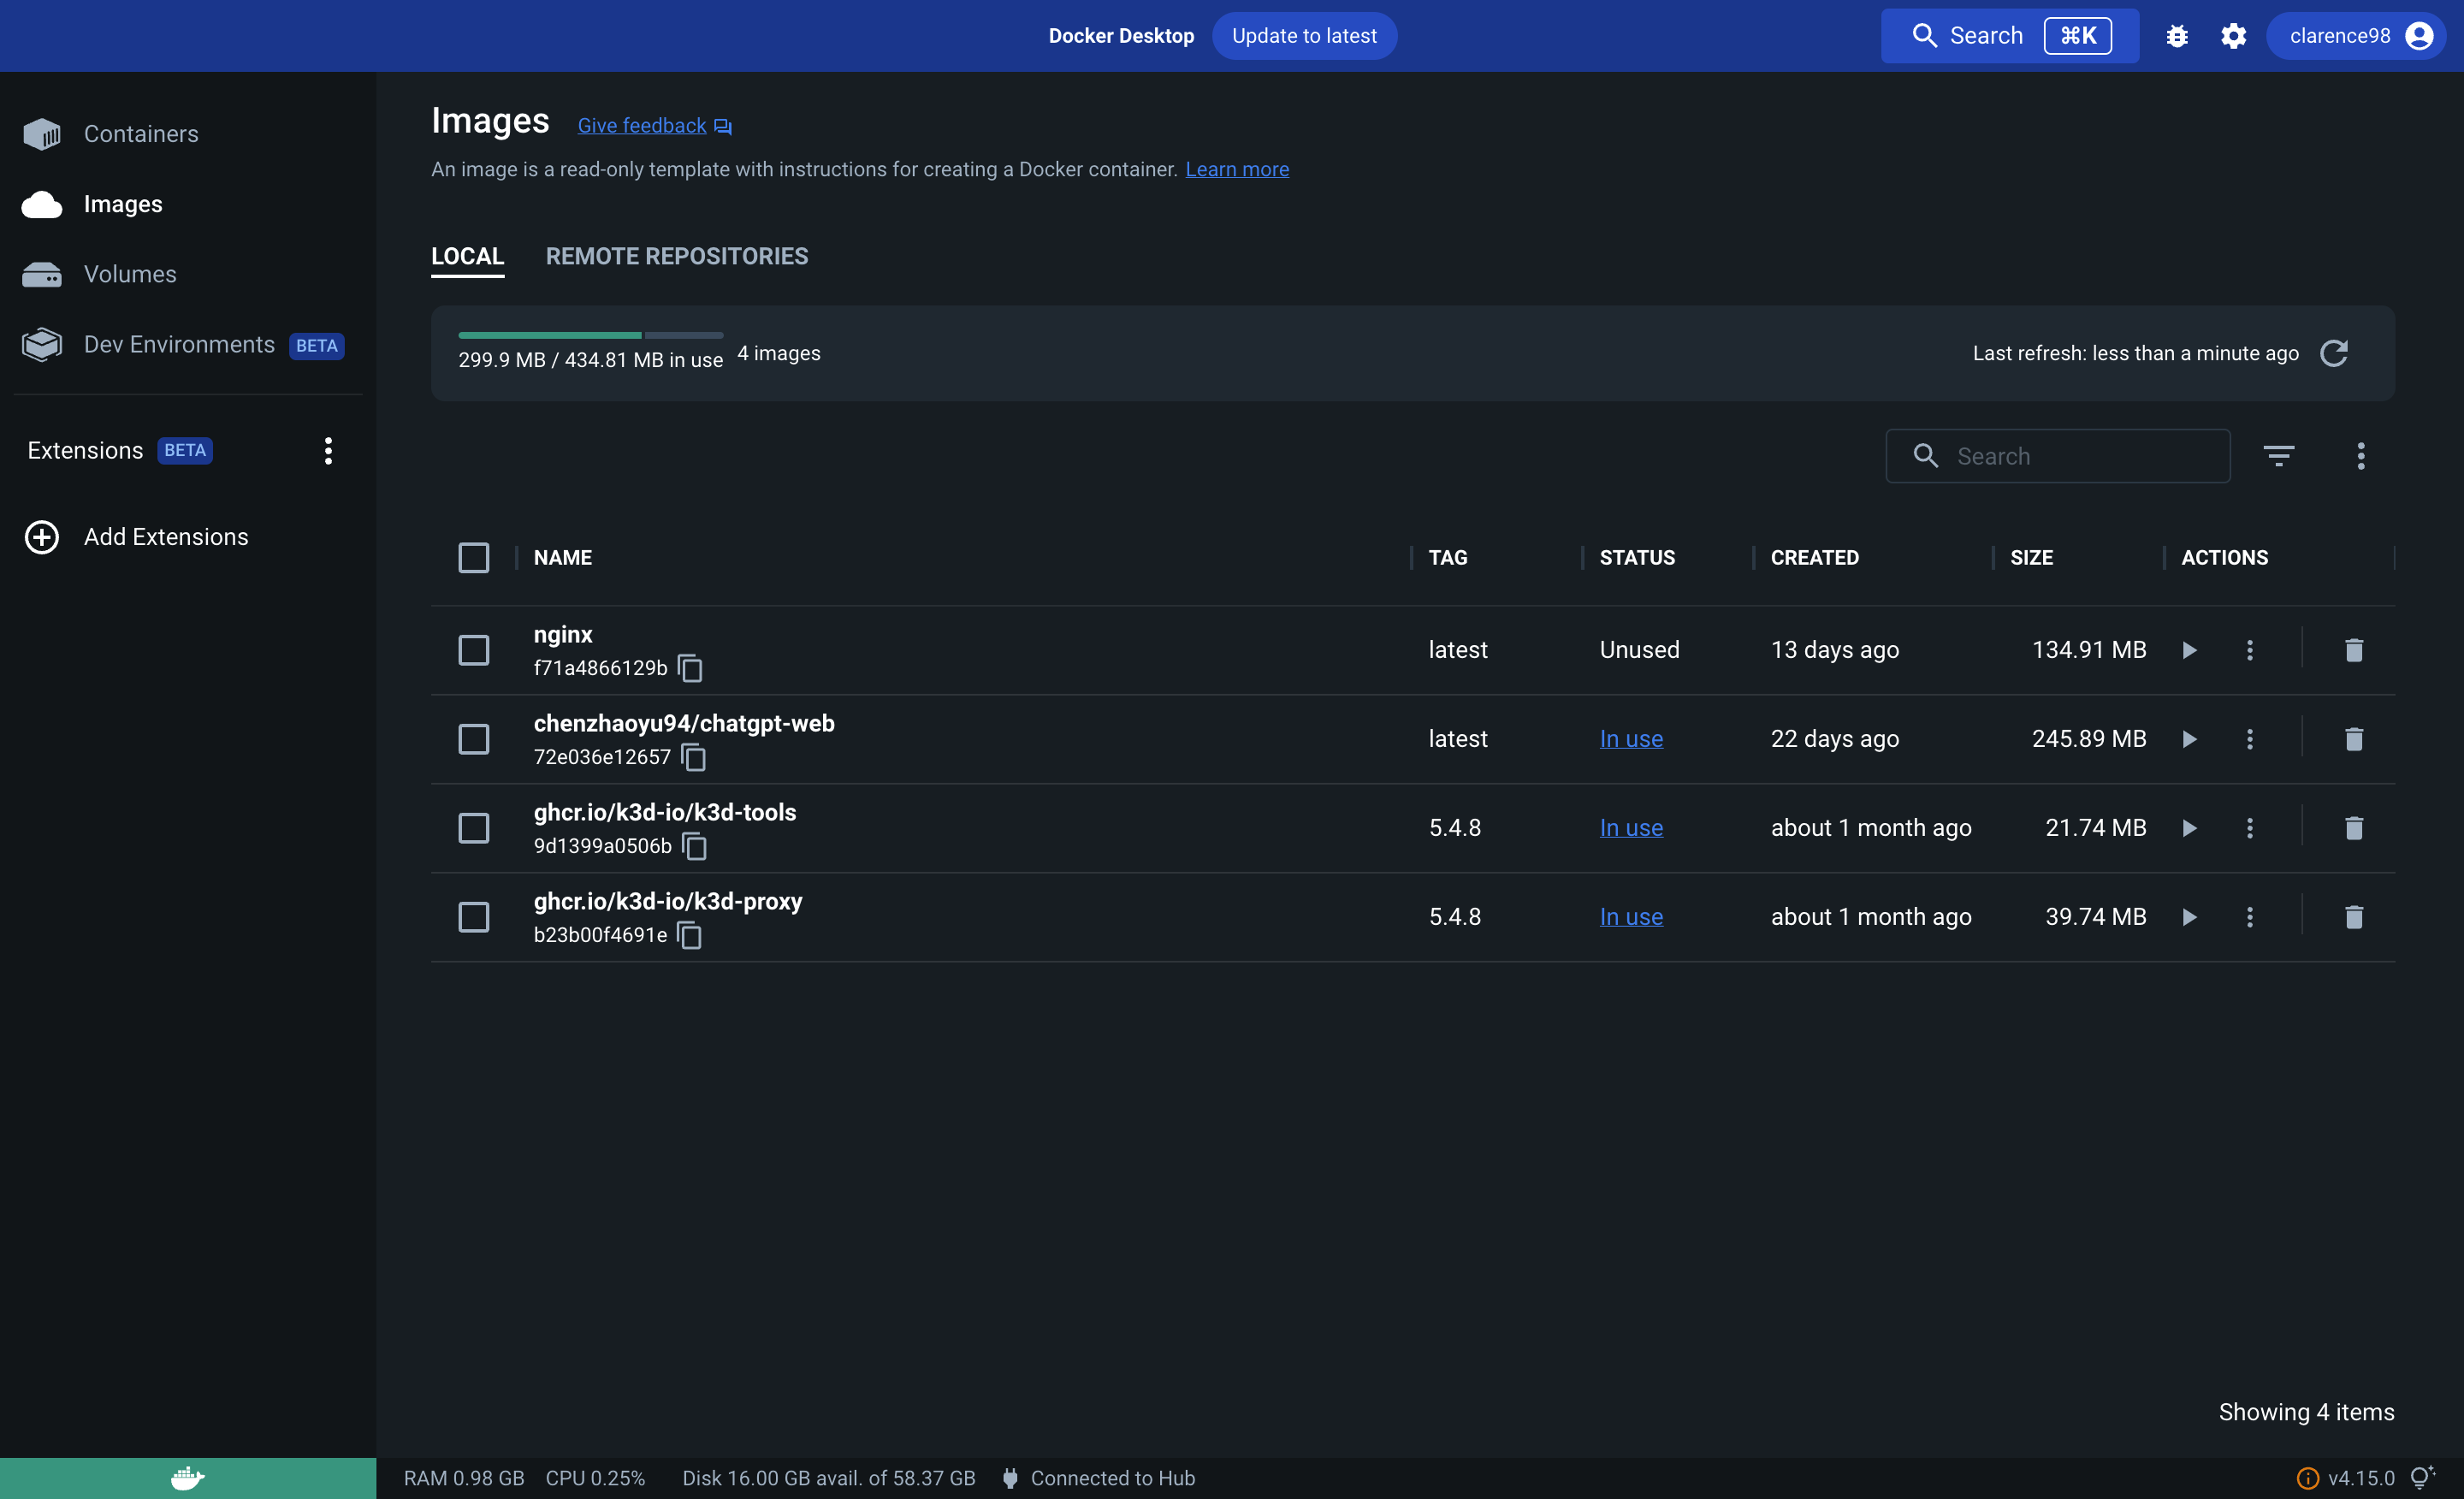 Docker Desktop Update to latest Search ⌘K clarence98
Containers
Images
Volumes
Dev Environments BETA
Extensions BETA
Add Extensions
Images Give feedback
An image is a read-only template with instructions for creating a Docker container. Learn more
LOCAL REMOTE REPOSITORIES
299.9 MB / 434.81 MB in use 4 images Last refresh: less than a minute ago
Search
NAME TAG STATUS CREATED SIZE ACTIONS
nginx
f71a4866129b latest Unused 13 days ago 134.91 MB
chenzhaoyu94/chatgpt-web
72e036e12657 latest In use 22 days ago 245.89 MB
ghcr.io/k3d-io/k3d-tools
9d1399a0506b 5.4.8 In use about 1 month ago 21.74 MB
ghcr.io/k3d-io/k3d-proxy
b23b00f4691e 5.4.8 In use about 1 month ago 39.74 MB
Showing 4 items
RAM 0.98 GB CPU 0.25% Disk 16.00 GB avail. of 58.37 GB Connected to Hub v4.15.0